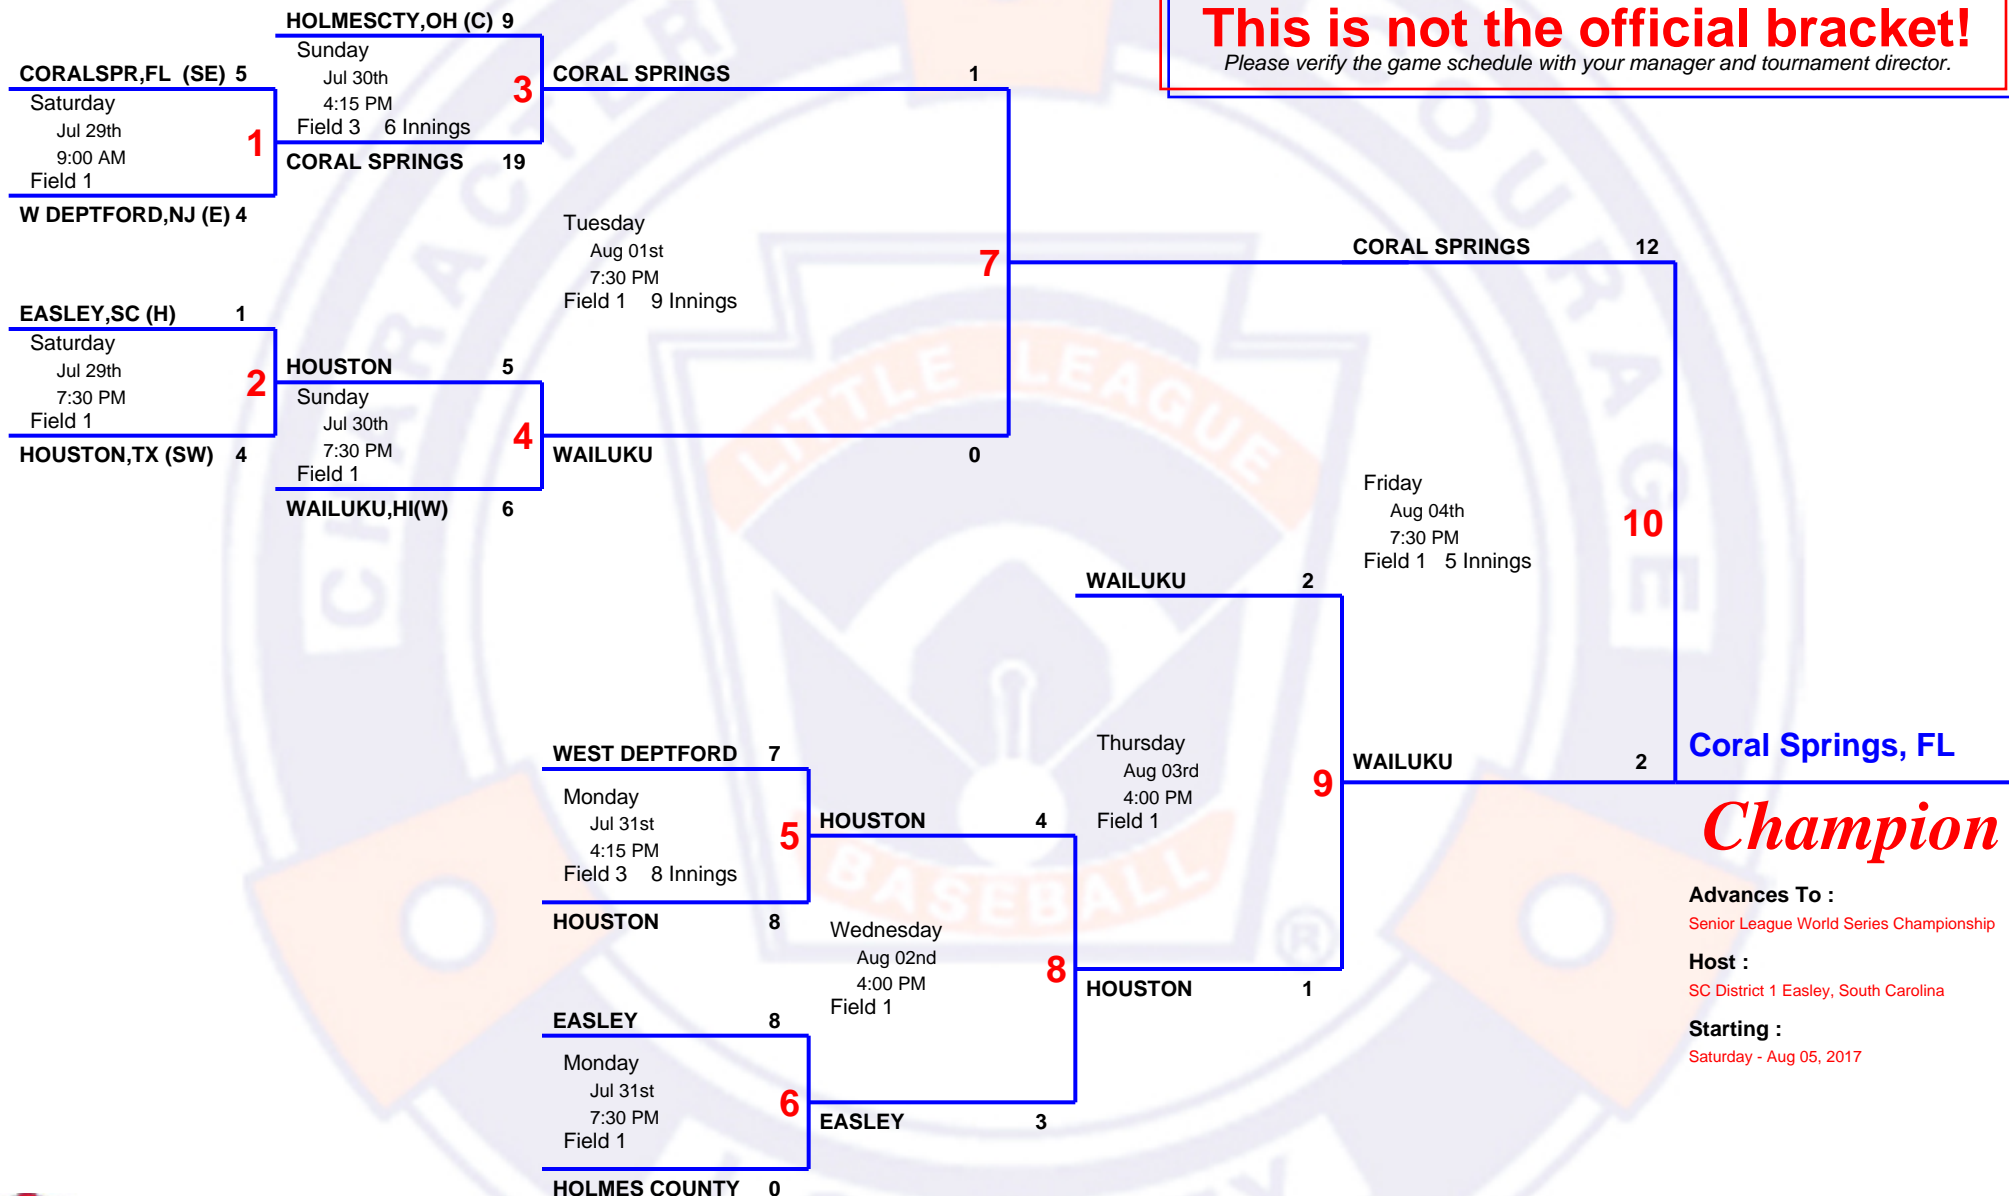 This is not the official bracket!
Please verify the game schedule with your manager and tournament director.
HOLMESCTY,OH (C) 9
Sunday
Jul 30th
4:15 PM
Field 3 6 Innings
3
CORAL SPRINGS 19
CORALSPR,FL (SE) 5
Saturday
Jul 29th
9:00 AM
Field 1
1
W DEPTFORD,NJ (E) 4
CORAL SPRINGS 1
Tuesday
Aug 01st
7:30 PM
Field 1 9 Innings
7
WAILUKU 0
EASLEY,SC (H) 1
Saturday
Jul 29th
7:30 PM
Field 1
2
HOUSTON,TX (SW) 4
HOUSTON 5
Sunday
Jul 30th
7:30 PM
Field 1
4
WAILUKU,HI(W) 6
CORAL SPRINGS 12
Friday
Aug 04th
7:30 PM
Field 1 5 Innings
10
WAILUKU 2
WAILUKU 2
Thursday
Aug 03rd
4:00 PM
Field 1
9
HOUSTON 1
WEST DEPTFORD 7
Monday
Jul 31st
4:15 PM
Field 3 8 Innings
5
HOUSTON 8
HOUSTON 4
Wednesday
Aug 02nd
4:00 PM
Field 1
8
EASLEY 3
EASLEY 8
Monday
Jul 31st
7:30 PM
Field 1
6
HOLMES COUNTY 0
Coral Springs, FL
Champion
Advances To :
Senior League World Series Championship
Host :
SC District 1 Easley, South Carolina
Starting :
Saturday - Aug 05, 2017
CHARACTER
COURAGE
LITTLE LEAGUE
BASEBALL
®